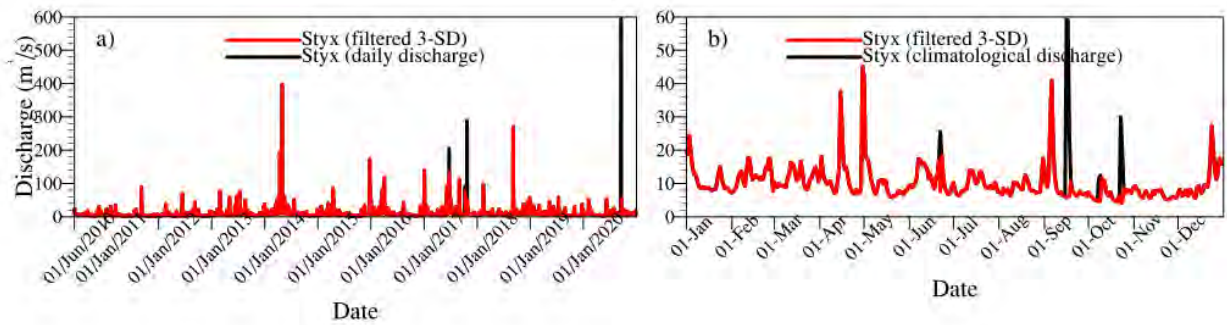 a)
Styx (filtered 3-SD)
Styx (daily discharge)
Discharge (m³/s)
600
500
400
300
200
100
0
01/Jan/2010
01/Jan/2011
01/Jan/2012
01/Jan/2013
01/Jan/2014
01/Jan/2015
01/Jan/2016
01/Jan/2017
01/Jan/2018
01/Jan/2019
01/Jan/2020
Date
b)
Styx (filtered 3-SD)
Styx (climatological discharge)
60
50
40
30
20
10
0
01-Jan
01-Feb
01-Mar
01-Apr
01-May
01-Jun
01-Jul
01-Aug
01-Sep
01-Oct
01-Nov
01-Dec
Date